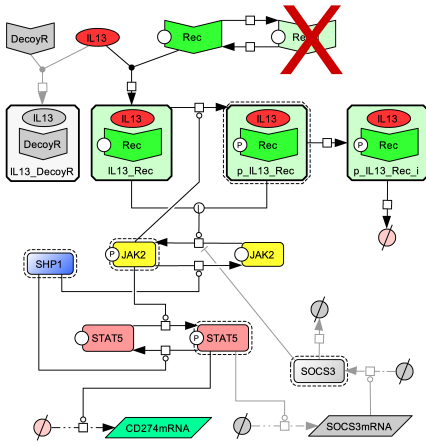 DecoyR
IL13
Rec
Re
IL13
DecoyR
IL13_DecoyR
IL13
Rec
IL13_Rec
IL13
P
Rec
p_IL13_Rec
IL13
P
Rec
p_IL13_Rec_i
SHP1
P
JAK2
JAK2
STAT5
P
STAT5
SOCS3
CD274mRNA
SOCS3mRNA